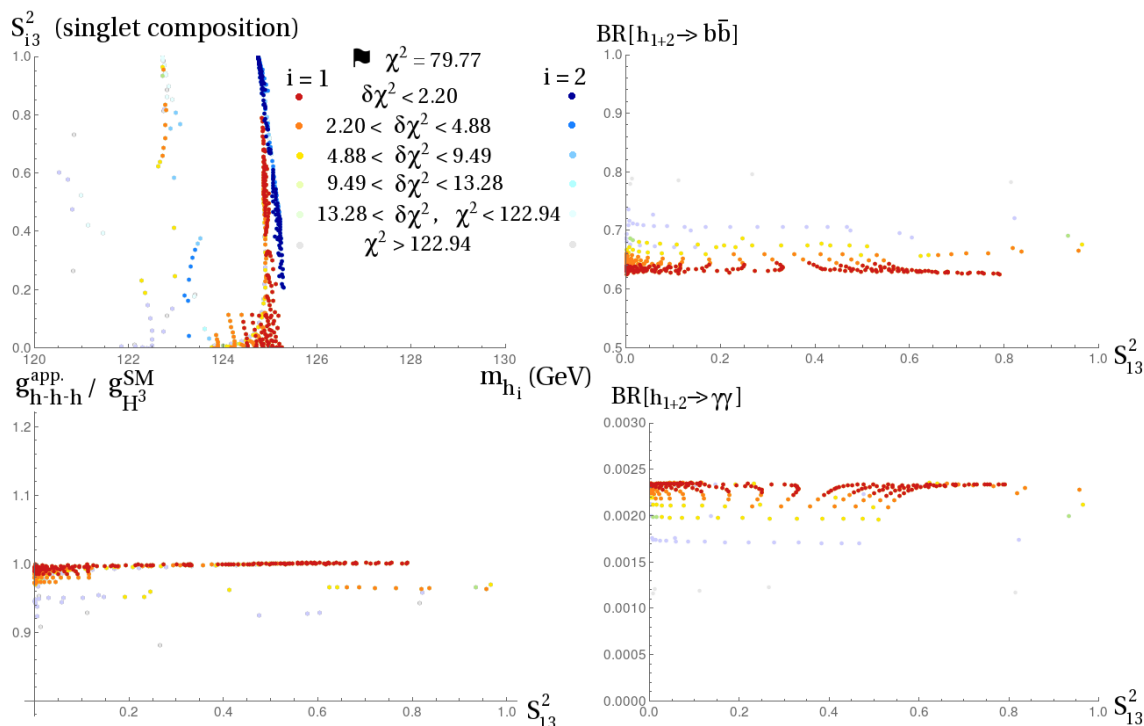 S²ᵢ₃ (singlet composition)
1.0
0.8
0.6
0.4
0.2
0.0
120
122
124
126
128
130
m_{h_i} (GeV)
⚑ χ² = 79.77
i = 1
i = 2
δχ² < 2.20
2.20 < δχ² < 4.88
4.88 < δχ² < 9.49
9.49 < δχ² < 13.28
13.28 < δχ² , χ² < 122.94
χ² > 122.94
BR[h₁₊₂→ bb̄]
1.0
0.9
0.8
0.7
0.6
0.5
0.0
0.2
0.4
0.6
0.8
1.0
S²₁₃
g^{app.}_{h-h-h} / g^{SM}_{H³}
1.2
1.1
1.0
0.9
0.2
0.4
0.6
0.8
1.0
S²₁₃
BR[h₁₊₂→ γγ]
0.0030
0.0025
0.0020
0.0015
0.0010
0.0005
0.0000
0.0
0.2
0.4
0.6
0.8
1.0
S²₁₃